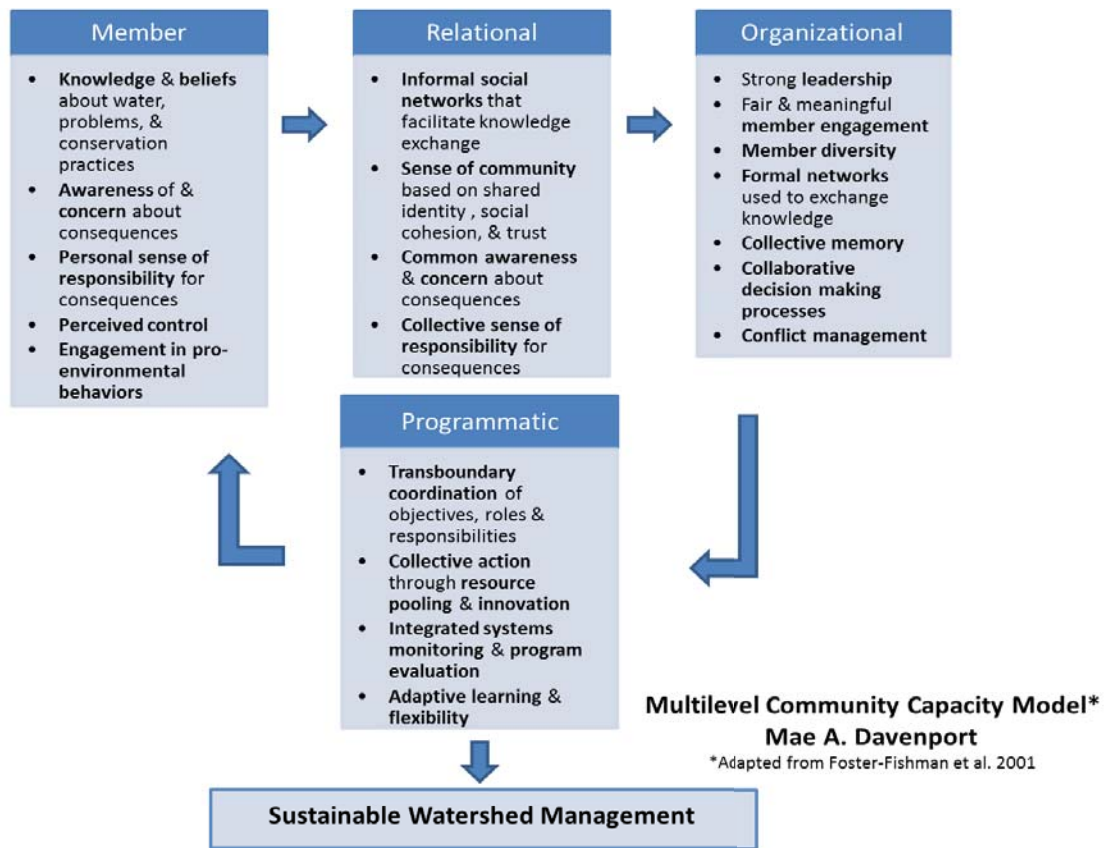 Member
• Knowledge & beliefs
about water,
problems, &
conservation
practices
• Awareness of &
concern about
consequences
• Personal sense of
responsibility for
consequences
• Perceived control
• Engagement in pro-
environmental
behaviors
Relational
• Informal social
networks that
facilitate knowledge
exchange
• Sense of community
based on shared
identity , social
cohesion, & trust
• Common awareness
& concern about
consequences
• Collective sense of
responsibility for
consequences
Organizational
• Strong leadership
• Fair & meaningful
member engagement
• Member diversity
• Formal networks
used to exchange
knowledge
• Collective memory
• Collaborative
decision making
processes
• Conflict management
Programmatic
• Transboundary
coordination of
objectives, roles &
responsibilities
• Collective action
through resource
pooling & innovation
• Integrated systems
monitoring & program
evaluation
• Adaptive learning &
flexibility
Multilevel Community Capacity Model*
Mae A. Davenport
*Adapted from Foster-Fishman et al. 2001
Sustainable Watershed Management